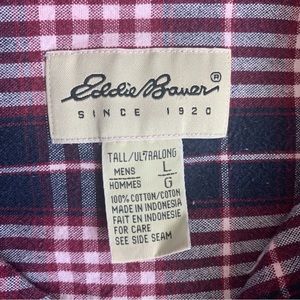 Eddie Bauer®
SINCE 1920
TALL/ULTRALONG
MENS L
HOMMES G
100% COTTON/COTON
MADE IN INDONESIA
FAIT EN INDONESIE
FOR CARE
SEE SIDE SEAM